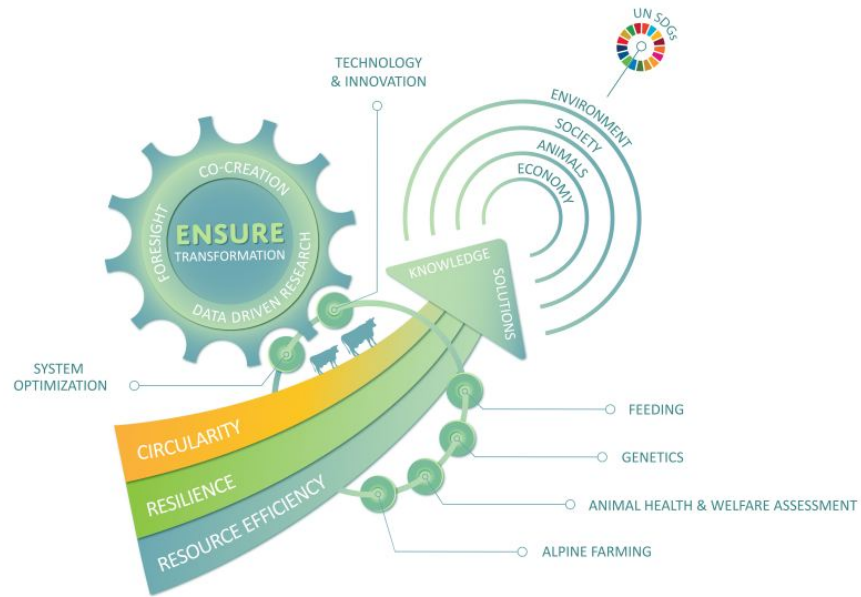 UN SDGs
TECHNOLOGY
& INNOVATION
ENVIRONMENT
SOCIETY
ANIMALS
ECONOMY
CO-CREATION
FORESIGHT
ENSURE
TRANSFORMATION
DATA DRIVEN RESEARCH
KNOWLEDGE
SOLUTIONS
SYSTEM
OPTIMIZATION
CIRCULARITY
RESILIENCE
RESOURCE EFFICIENCY
FEEDING
GENETICS
ANIMAL HEALTH & WELFARE ASSESSMENT
ALPINE FARMING